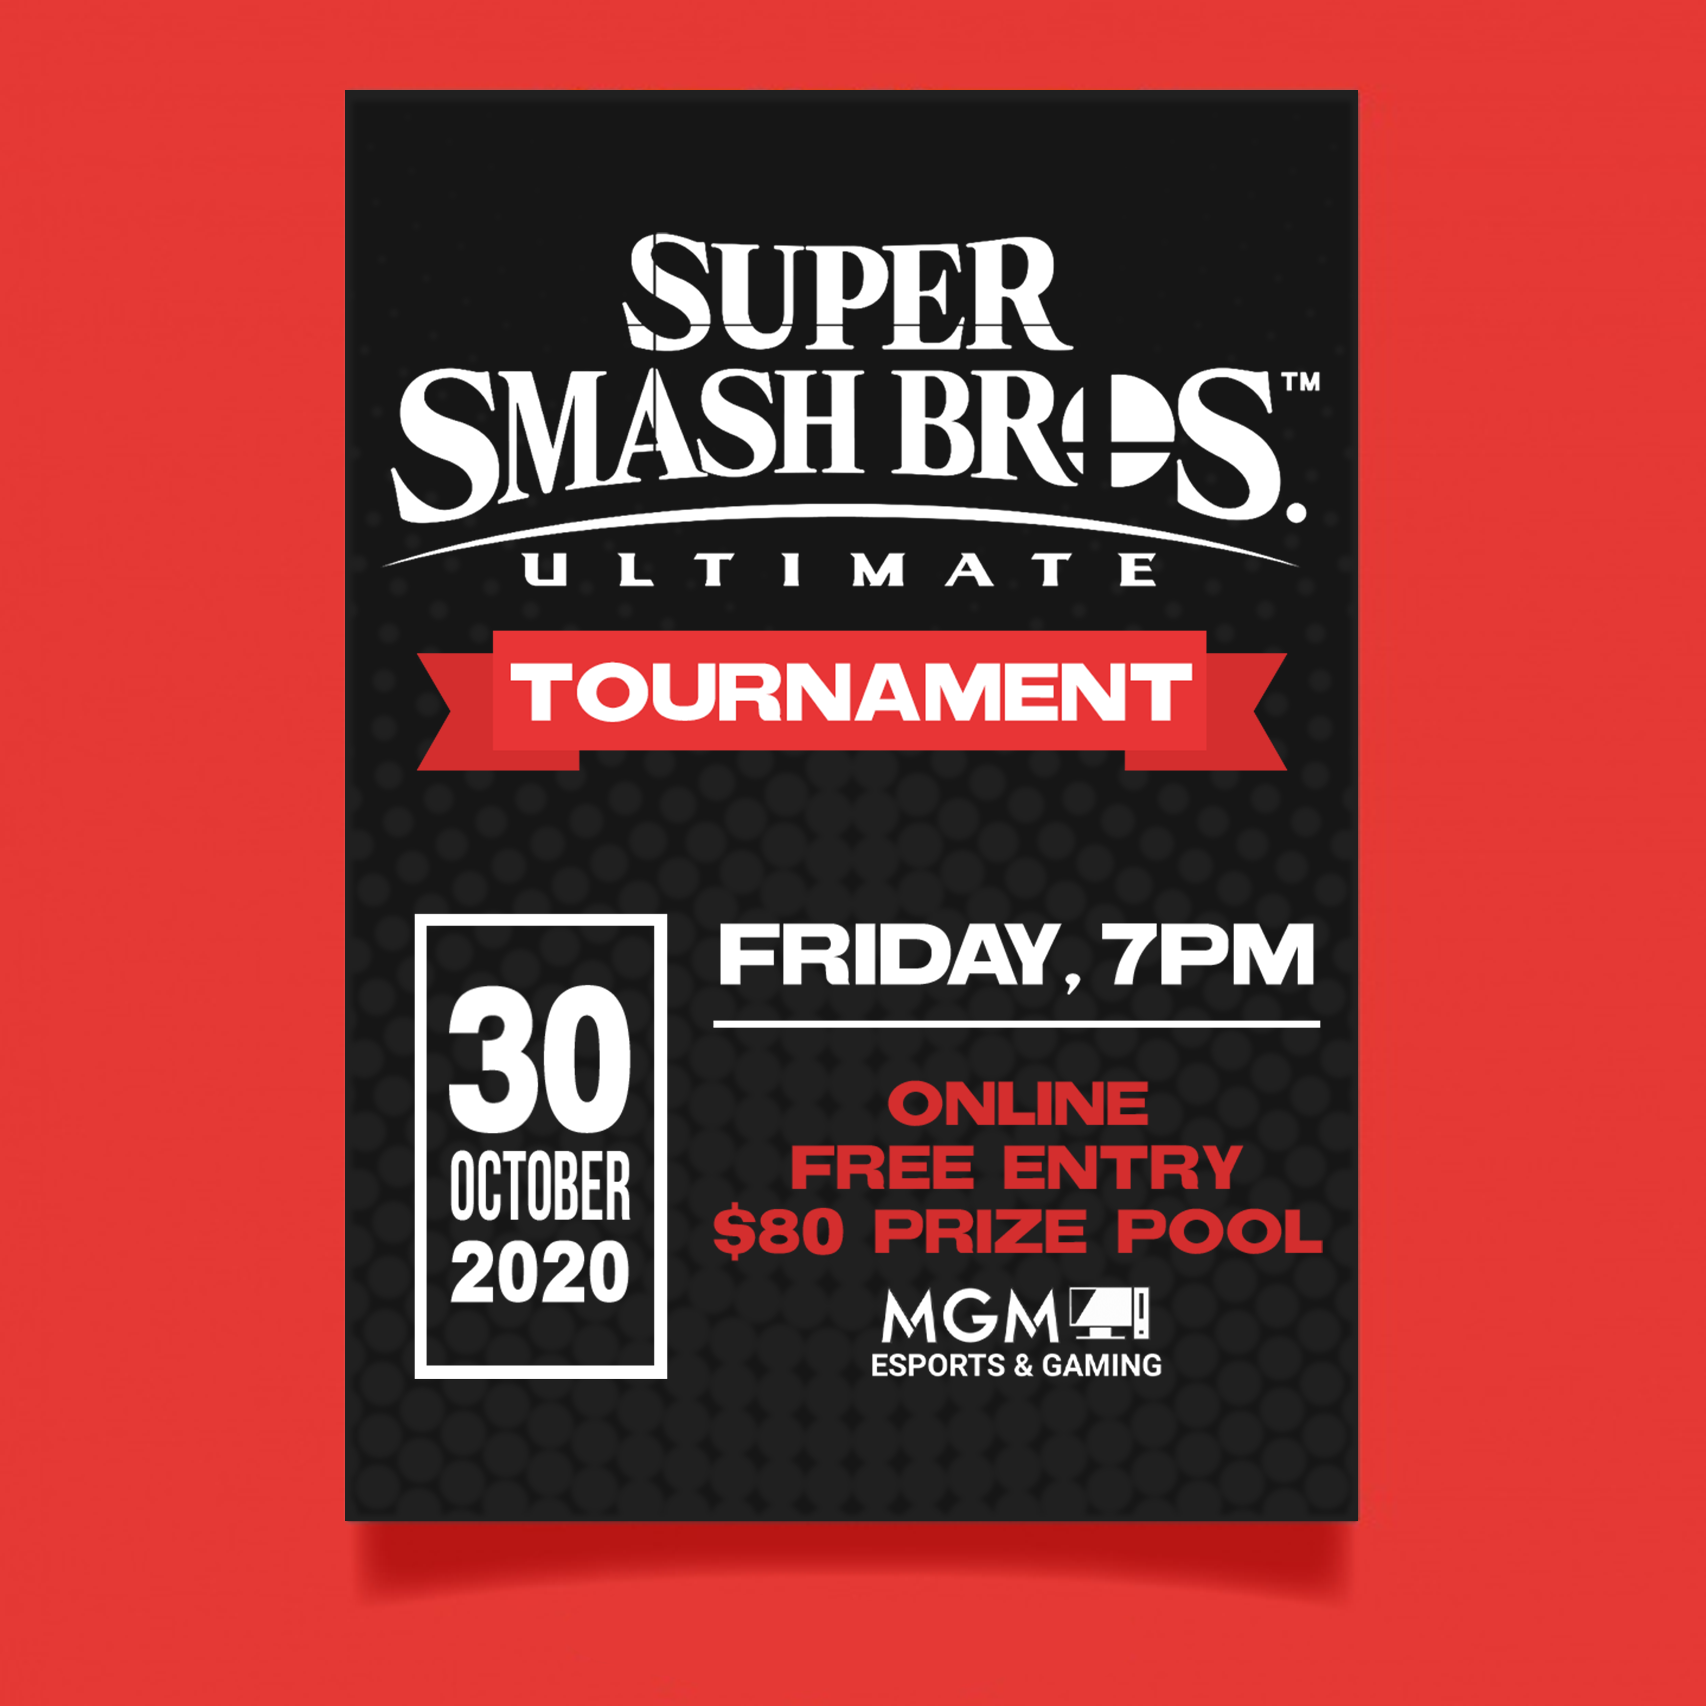 SUPER
SMASH BROS.™
ULTIMATE
TOURNAMENT
30
OCTOBER
2020
FRIDAY, 7PM
ONLINE
FREE ENTRY
$80 PRIZE POOL
MGM
ESPORTS & GAMING